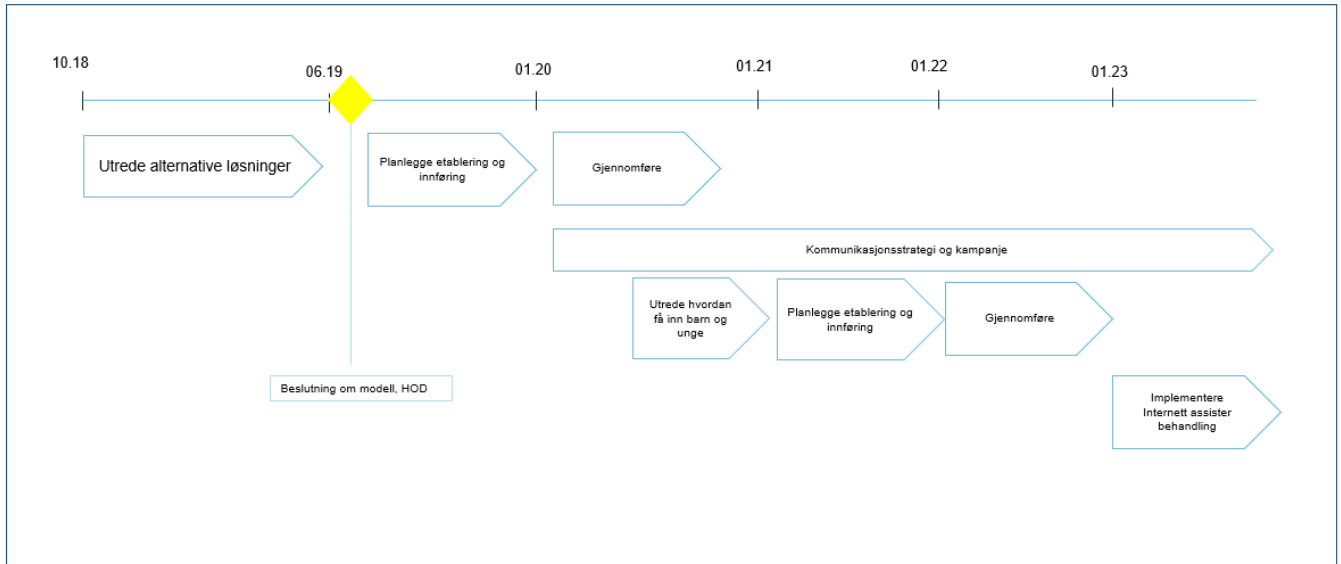 10.18
06.19
01.20
01.21
01.22
01.23
Utrede alternative løsninger
Planlegge etablering og
innføring
Gjennomføre
Kommunikasjonsstrategi og kampanje
Utrede hvordan
få inn barn og
unge
Planlegge etablering og
innføring
Gjennomføre
Beslutning om modell, HOD
Implementere
Internett assister
behandling